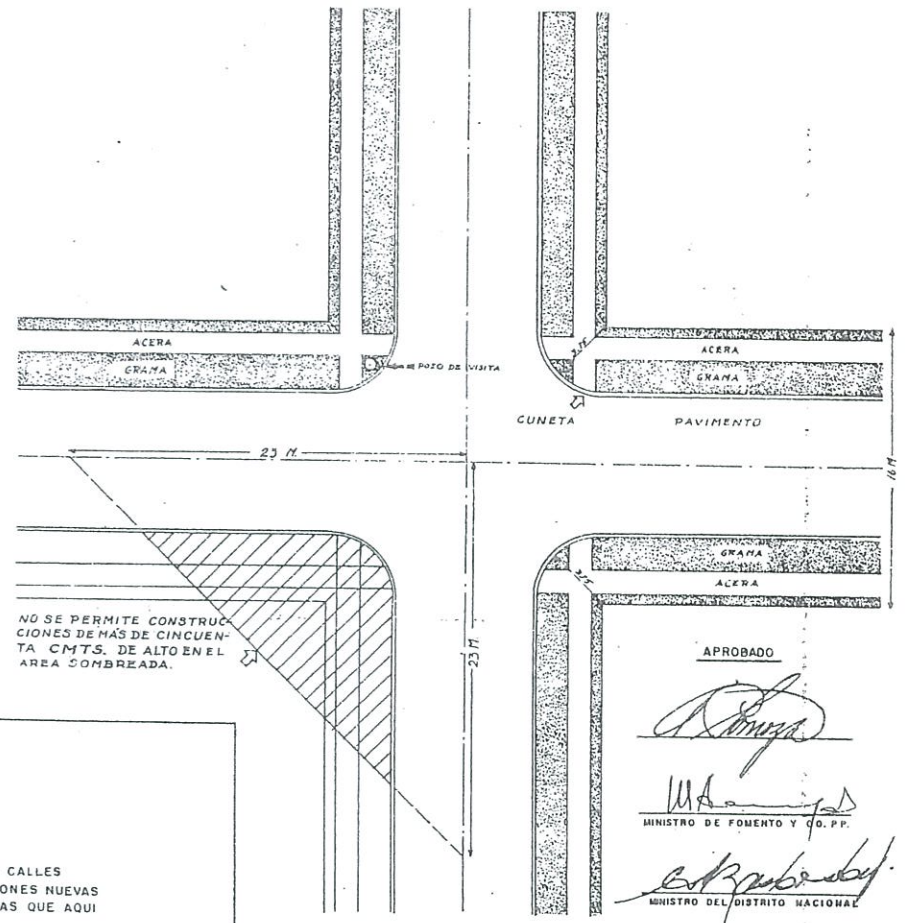 ACERA
GRAMA
POZO DE VISITA
ACERA
GRAMA
CUNETA
PAVIMENTO
23 M.
16 M
GRAMA
ACERA
23 M.
NO SE PERMITE CONSTRUC-
CIONES DE MÁS DE CINCUEN-
TA CMTS. DE ALTO EN EL
AREA SOMBREADA.
APROBADO
MINISTRO DE FOMENTO Y OO. PP.
MINISTRO DEL DISTRITO NACIONAL
CALLES
ONES NUEVAS
AS QUE AQUI